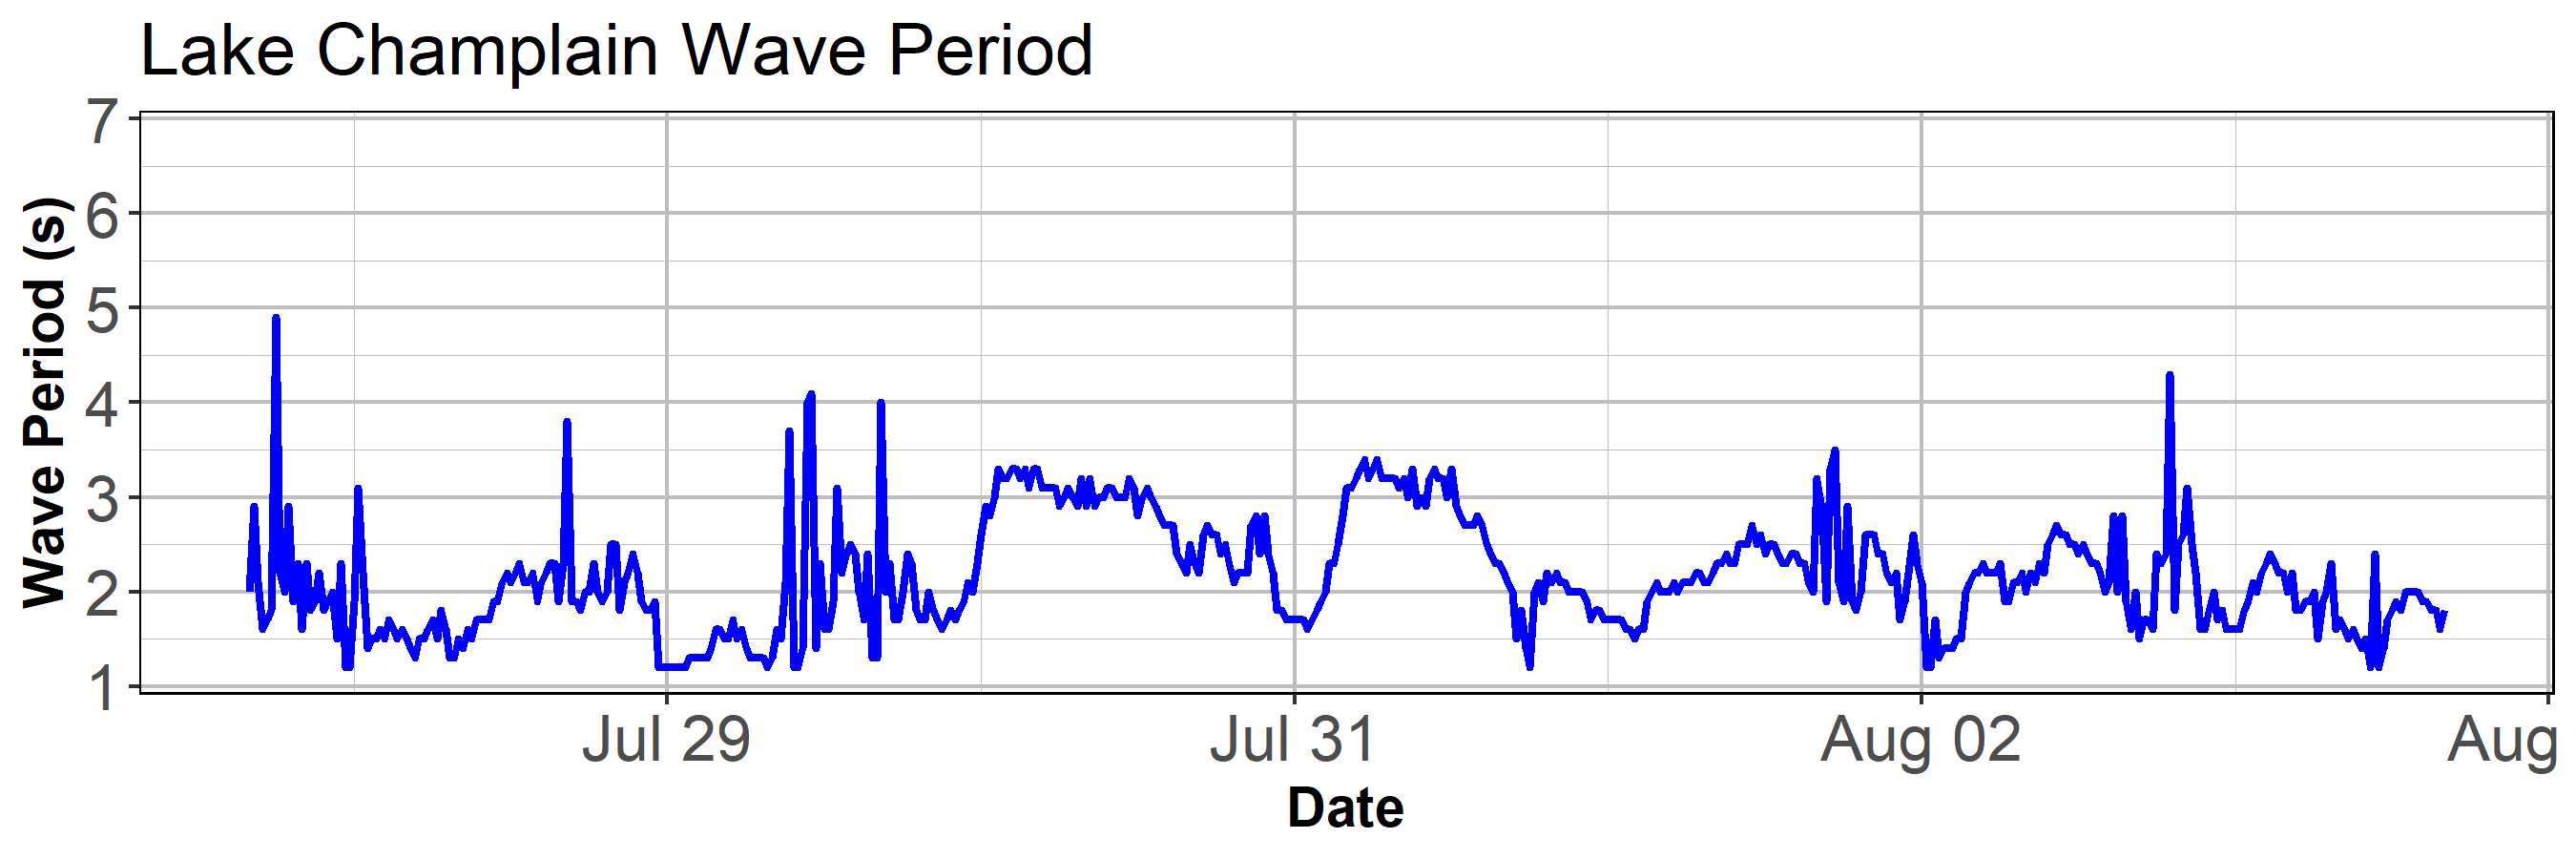 Lake Champlain Wave Period
Wave Period (s)
7
6
5
4
3
2
1
Jul 29
Jul 31
Aug 02
Aug
Date